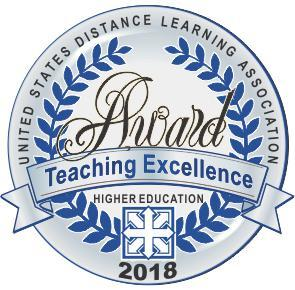 UNITED STATES DISTANCE LEARNING ASSOCIATION
Award
Teaching Excellence
HIGHER EDUCATION
2018